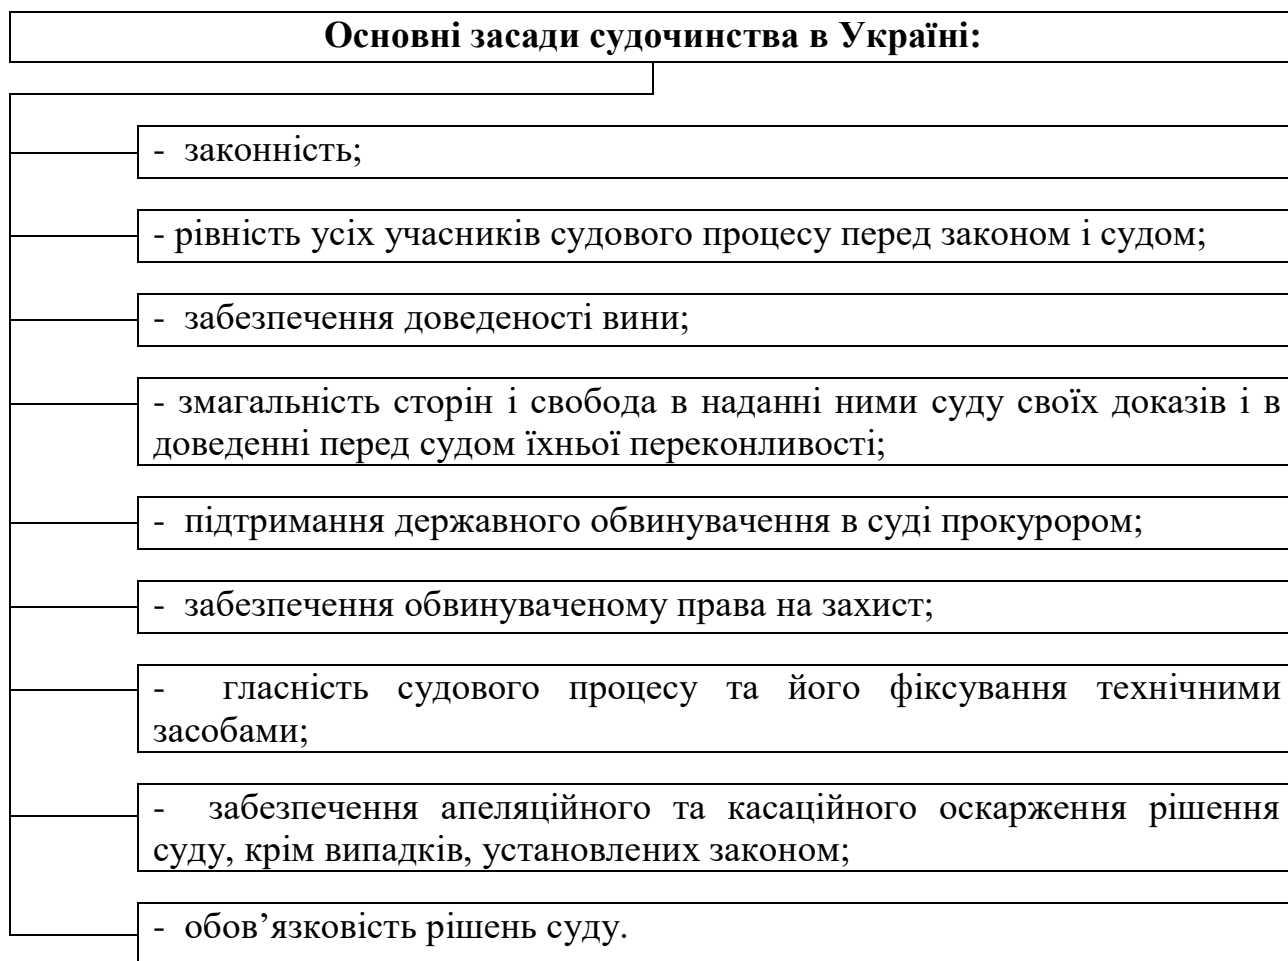 Основні засади судочинства в Україні:
- законність;
- рівність усіх учасників судового процесу перед законом і судом;
- забезпечення доведеності вини;
- змагальність сторін і свобода в наданні ними суду своїх доказів і в
доведенні перед судом їхньої переконливості;
- підтримання державного обвинувачення в суді прокурором;
- забезпечення обвинуваченому права на захист;
- гласність судового процесу та його фіксування технічними
засобами;
- забезпечення апеляційного та касаційного оскарження рішення
суду, крім випадків, установлених законом;
- обов’язковість рішень суду.